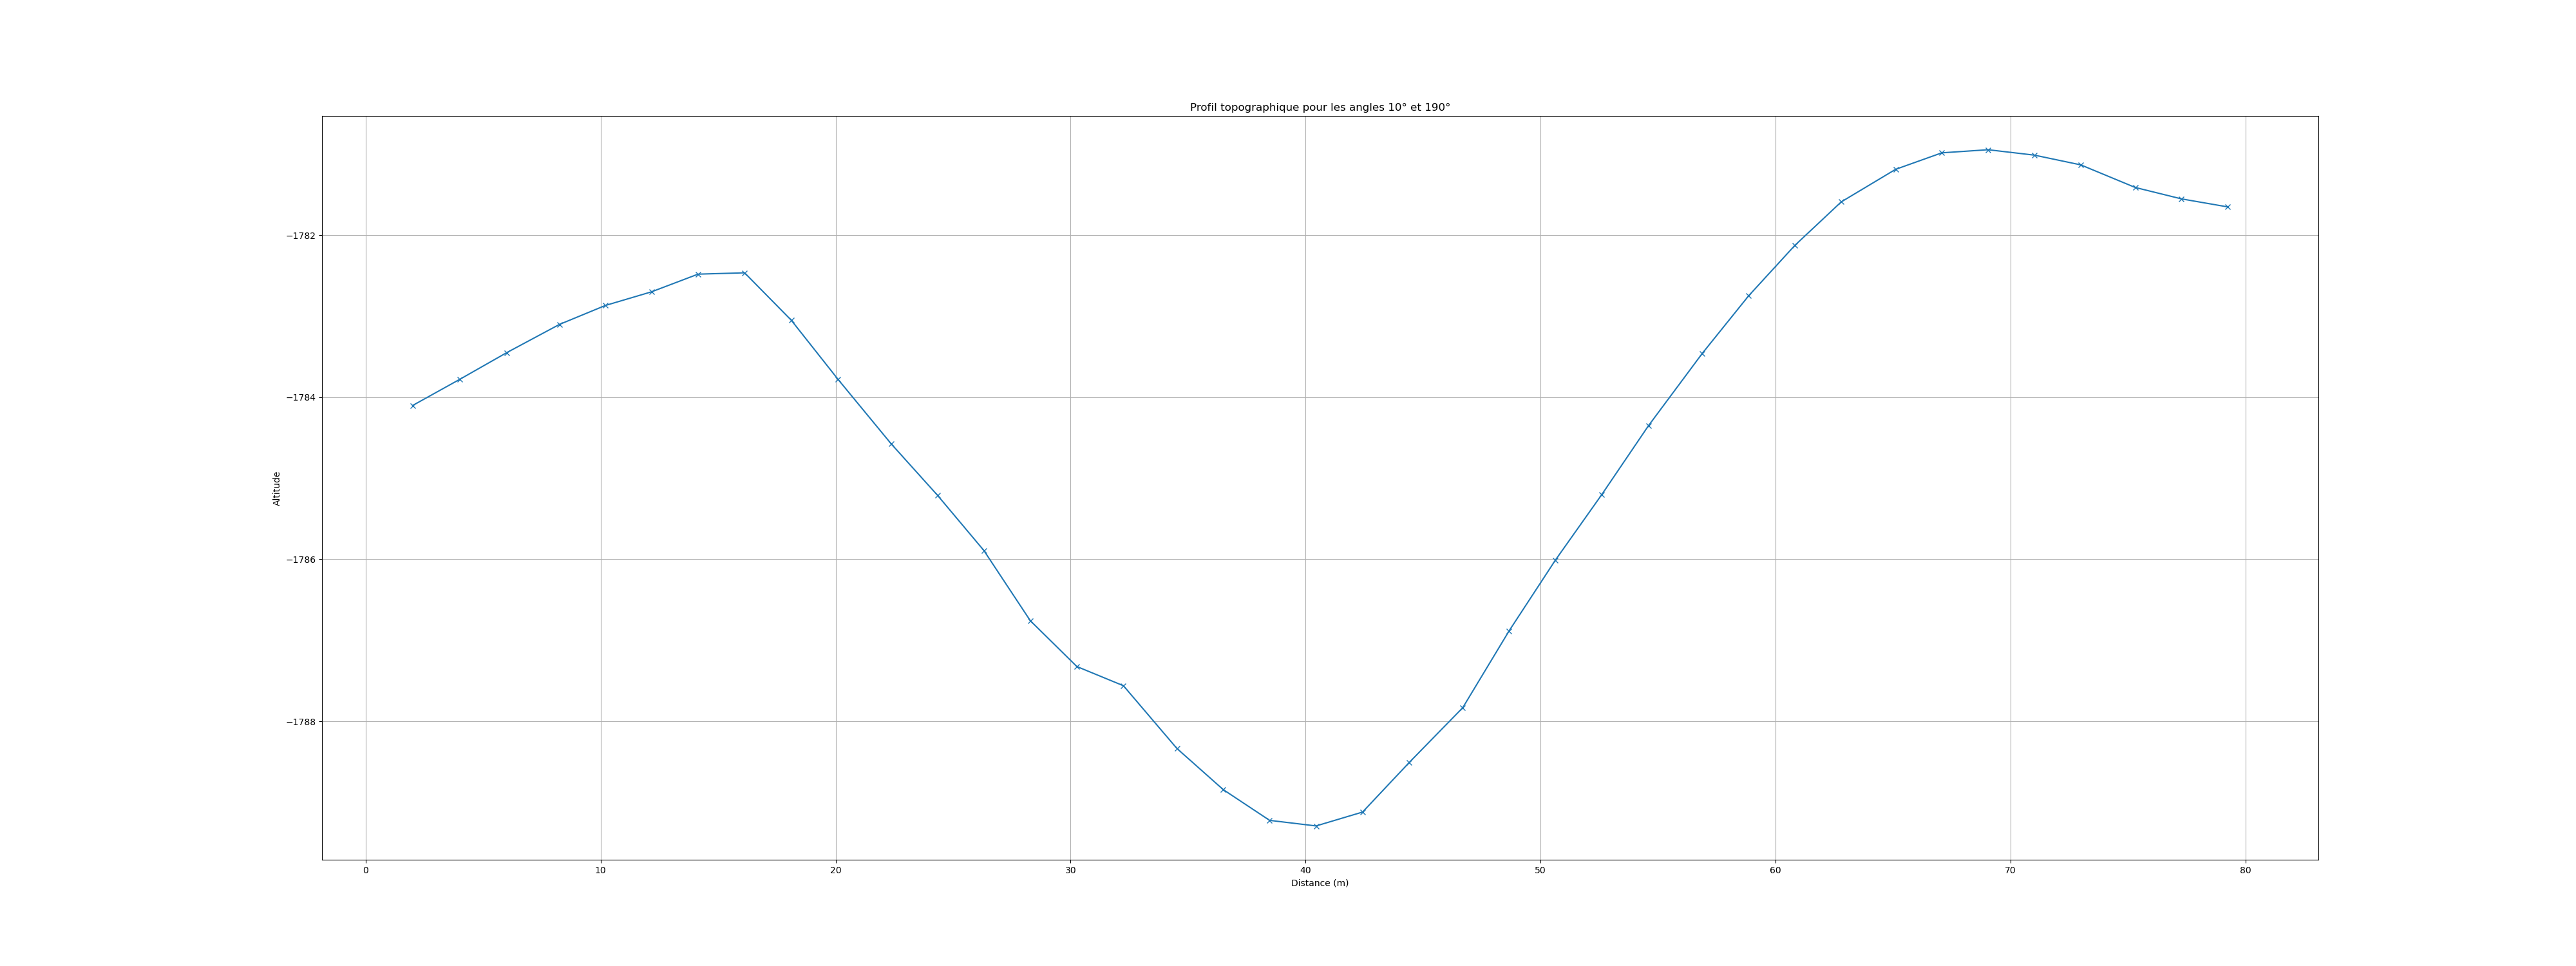 Profil topographique pour les angles 10° et 190°
Altitude
−1782
−1784
−1786
−1788
0 10 20 30 40 50 60 70 80
Distance (m)